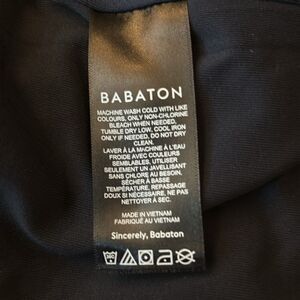 BABATON
MACHINE WASH COLD WITH LIKE
COLOURS, ONLY NON-CHLORINE
BLEACH WHEN NEEDED,
TUMBLE DRY LOW. COOL IRON
ONLY IF NEEDED. DO NOT DRY
CLEAN.
LAVER À LA MACHINE À L'EAU
FROIDE AVEC COULEURS
SEMBLABLES, UTILISER
SEULEMENT UN JAVELLISANT
SANS CHLORE AU BESOIN,
SÉCHER À BASSE
TEMPÉRATURE. REPASSAGE
DOUX SI NÉCESSAIRE, NE PAS
NETTOYER À SEC.
MADE IN VIETNAM
FABRIQUÉ AU VIETNAM
Sincerely, Babaton